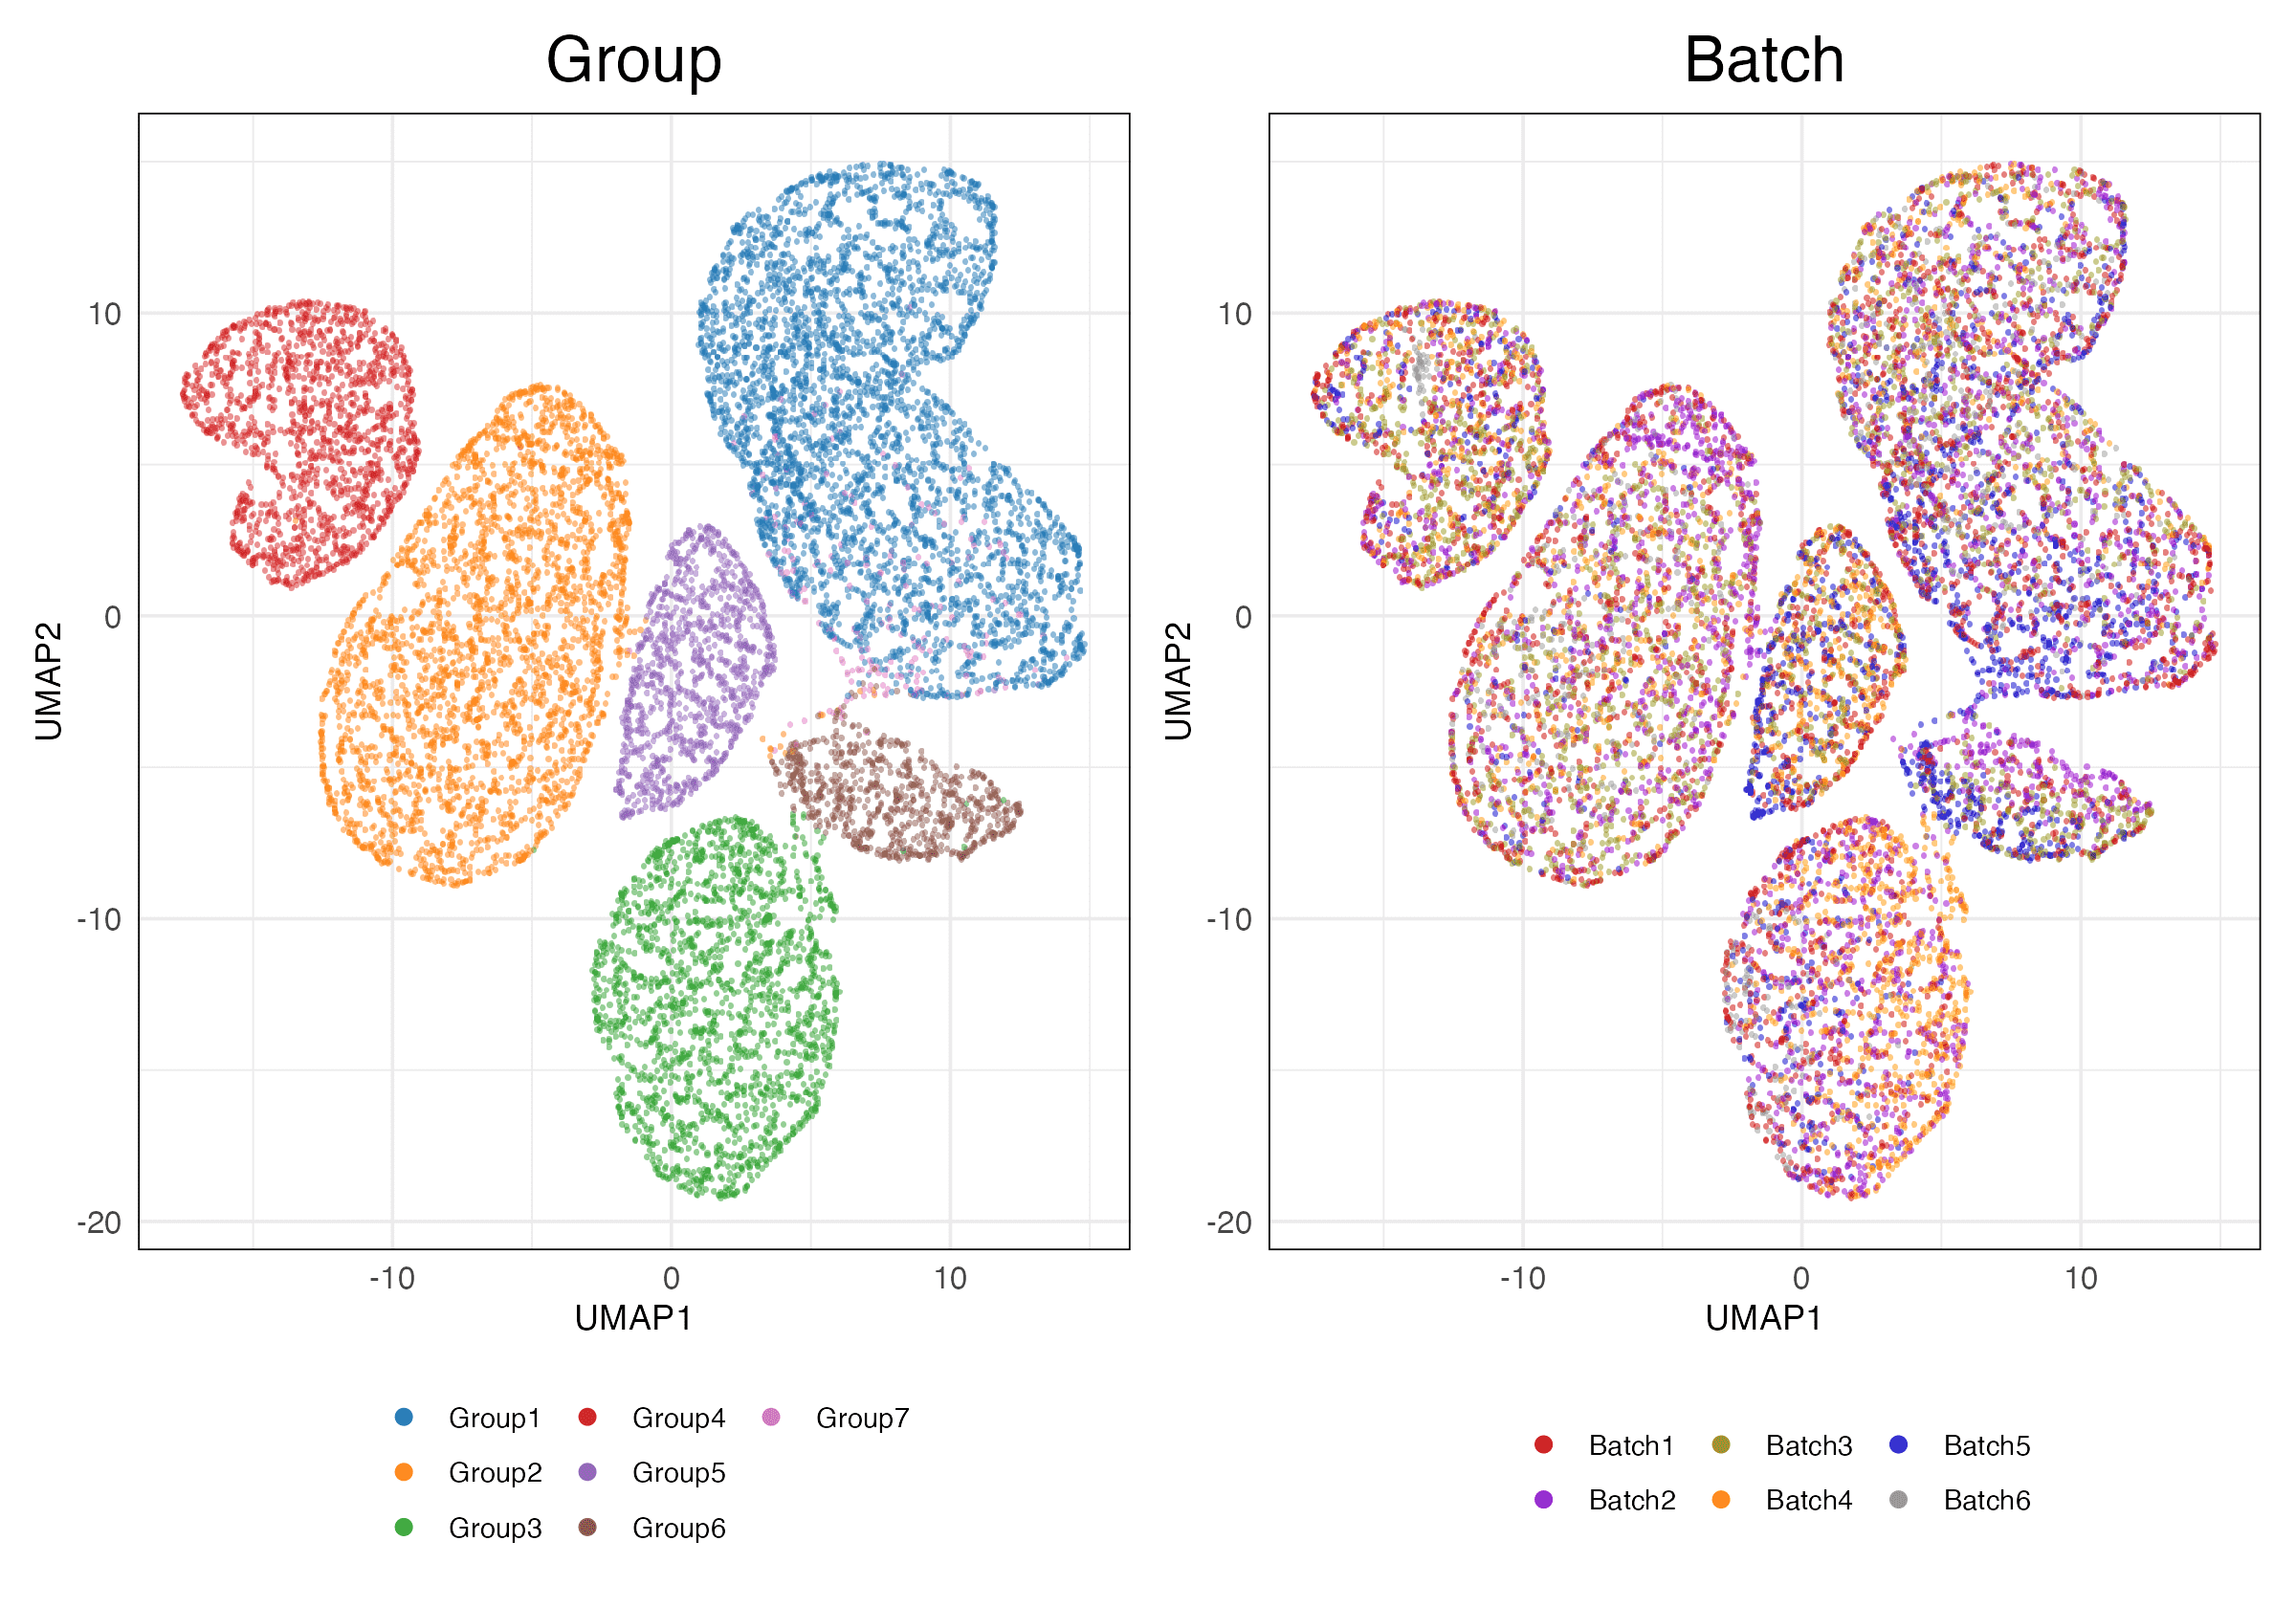 Group
Batch
10
0
-10
-20
UMAP2
-10 0 10
UMAP1
10
0
-10
-20
UMAP2
-10 0 10
UMAP1
Group1 Group4 Group7
Group2 Group5
Group3 Group6
Batch1 Batch3 Batch5
Batch2 Batch4 Batch6